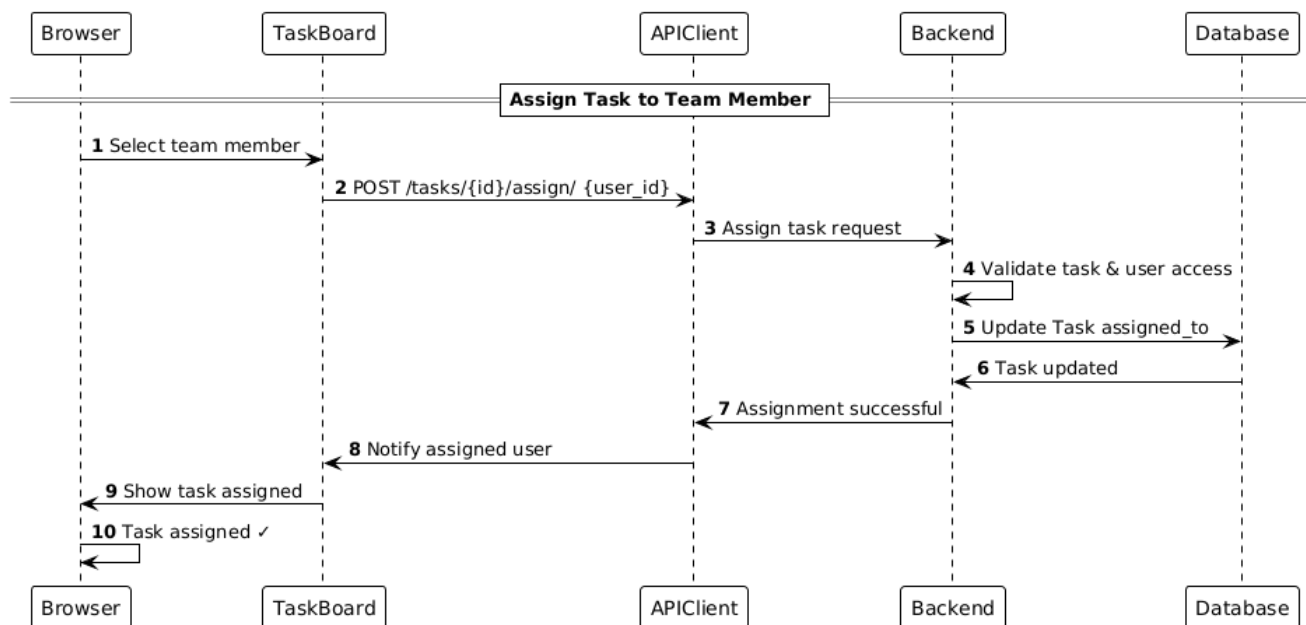 Browser TaskBoard APIClient Backend Database
Assign Task to Team Member
1 Select team member
2 POST /tasks/{id}/assign/ {user_id}
3 Assign task request
4 Validate task & user access
5 Update Task assigned_to
6 Task updated
7 Assignment successful
8 Notify assigned user
9 Show task assigned
10 Task assigned ✓
Browser TaskBoard APIClient Backend Database